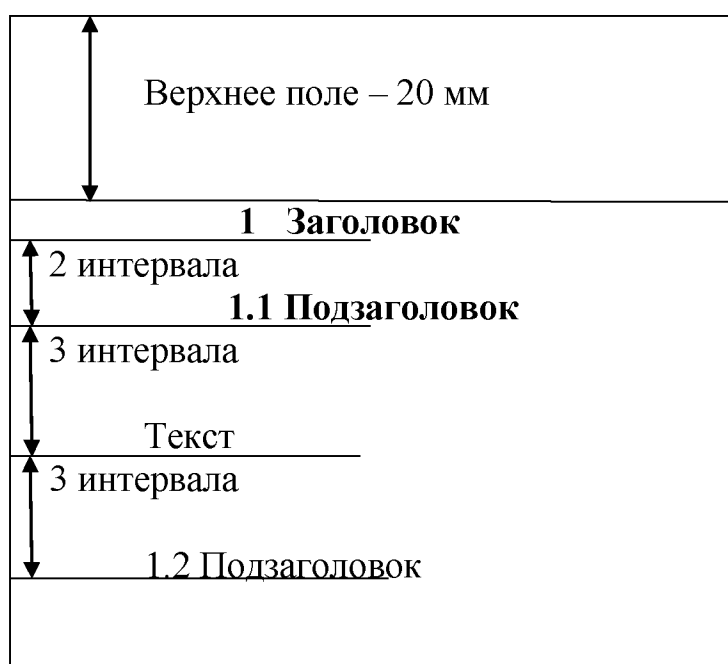 Верхнее поле – 20 мм
1 Заголовок
2 интервала
1.1 Подзаголовок
3 интервала
Текст
3 интервала
1.2 Подзаголовок